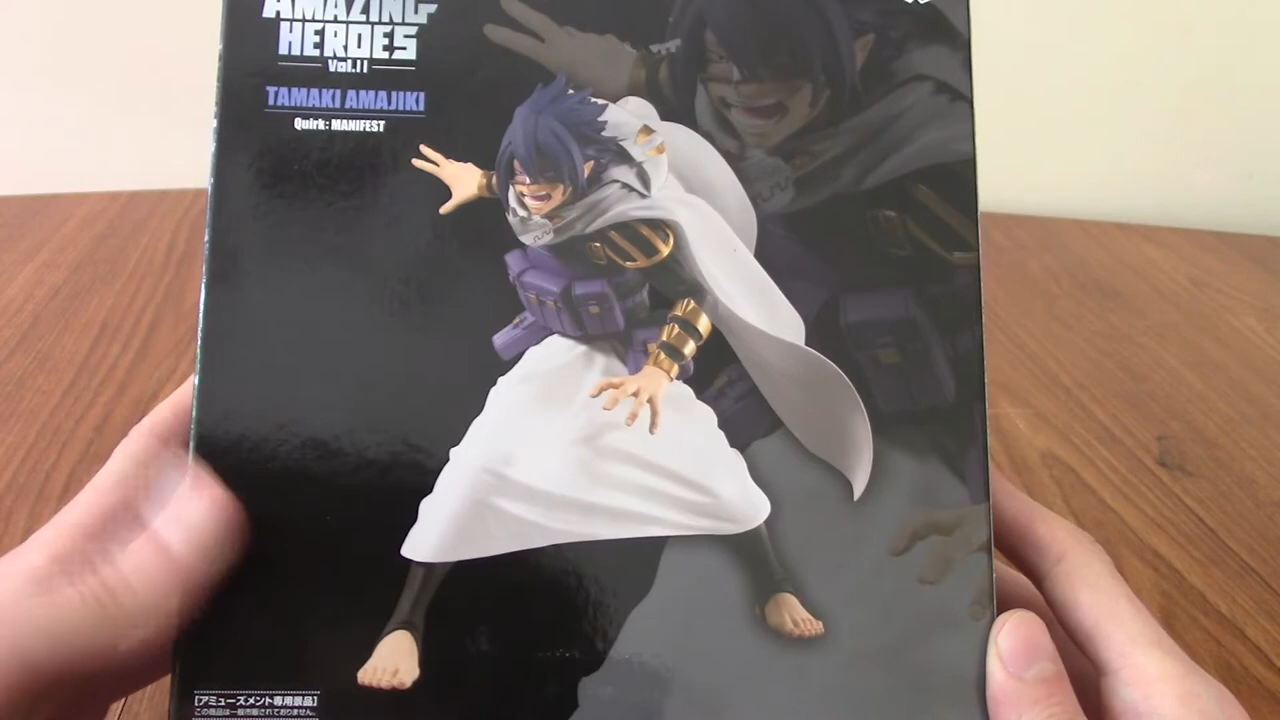 AMAZING
HEROES
Vol.11
TAMAKI AMAJIKI
Quirk: MANIFEST
[アミューズメント専用景品]
この商品は一般市販されておりません。